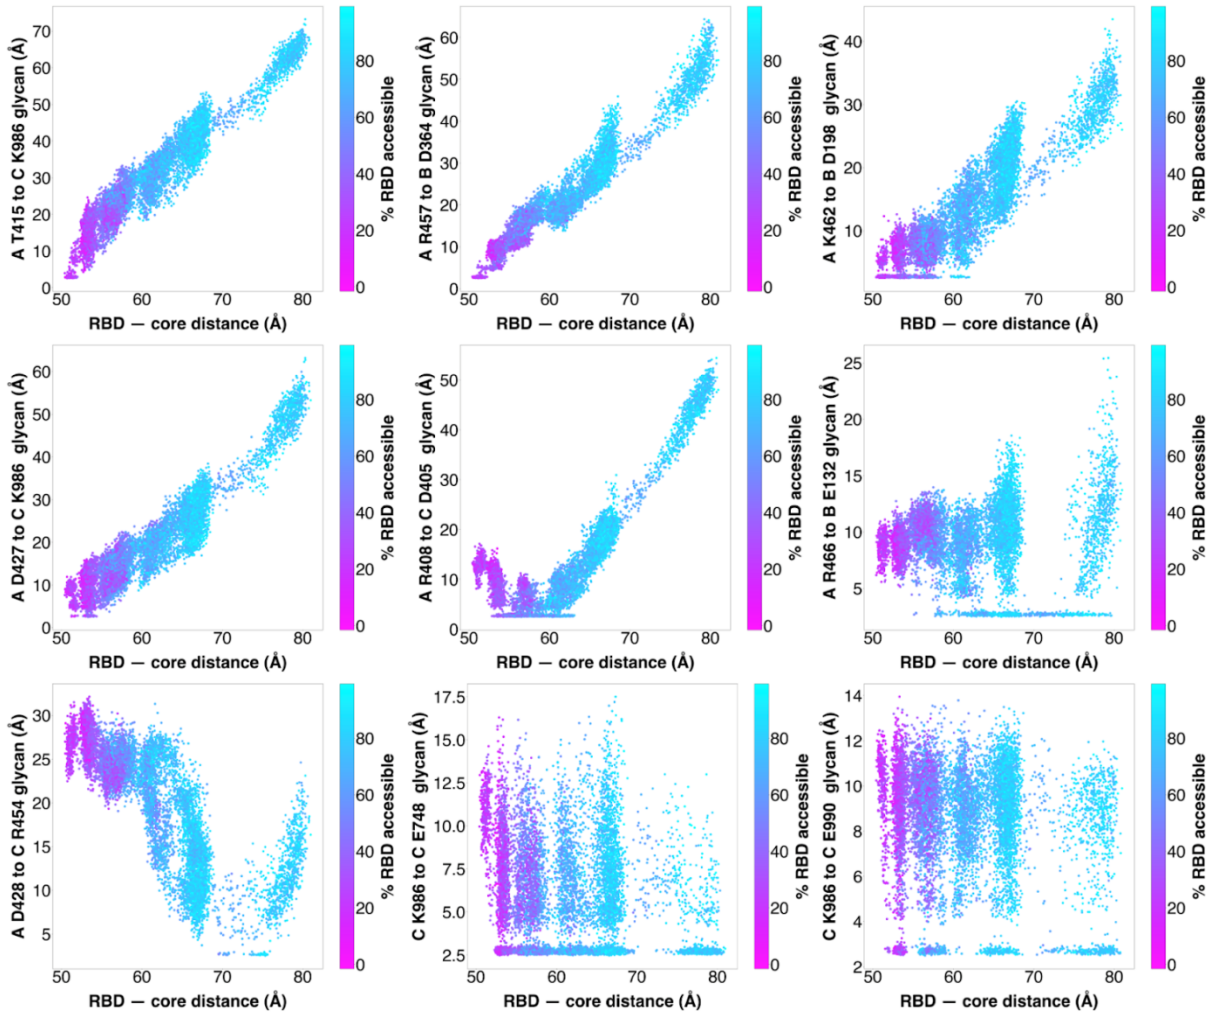 A T415 to C K986 glycan (Å)
70
60
50
40
30
20
10
0
50 60 70 80
RBD — core distance (Å)
80
60
40
20
0
% RBD accessible
A R457 to B D364 glycan (Å)
60
50
40
30
20
10
0
50 60 70 80
RBD — core distance (Å)
80
60
40
20
0
% RBD accessible
A K462 to B D198 glycan (Å)
40
30
20
10
50 60 70 80
RBD — core distance (Å)
80
60
40
20
0
% RBD accessible
A D427 to C K986 glycan (Å)
60
50
40
30
20
10
0
50 60 70 80
RBD — core distance (Å)
80
60
40
20
0
% RBD accessible
A R408 to C D405 glycan (Å)
50
40
30
20
10
0
50 60 70 80
RBD — core distance (Å)
80
60
40
20
0
% RBD accessible
A R466 to B E132 glycan (Å)
25
20
15
10
5
50 60 70 80
RBD — core distance (Å)
80
60
40
20
0
% RBD accessible
A D428 to C R454 glycan (Å)
30
25
20
15
10
5
50 60 70 80
RBD — core distance (Å)
80
60
40
20
0
% RBD accessible
C K986 to C E748 glycan (Å)
17.5
15.0
12.5
10.0
7.5
5.0
2.5
50 60 70 80
RBD — core distance (Å)
80
60
40
20
0
% RBD accessible
C K986 to C E990 glycan (Å)
14
12
10
8
6
4
2
50 60 70 80
RBD — core distance (Å)
80
60
40
20
0
% RBD accessible